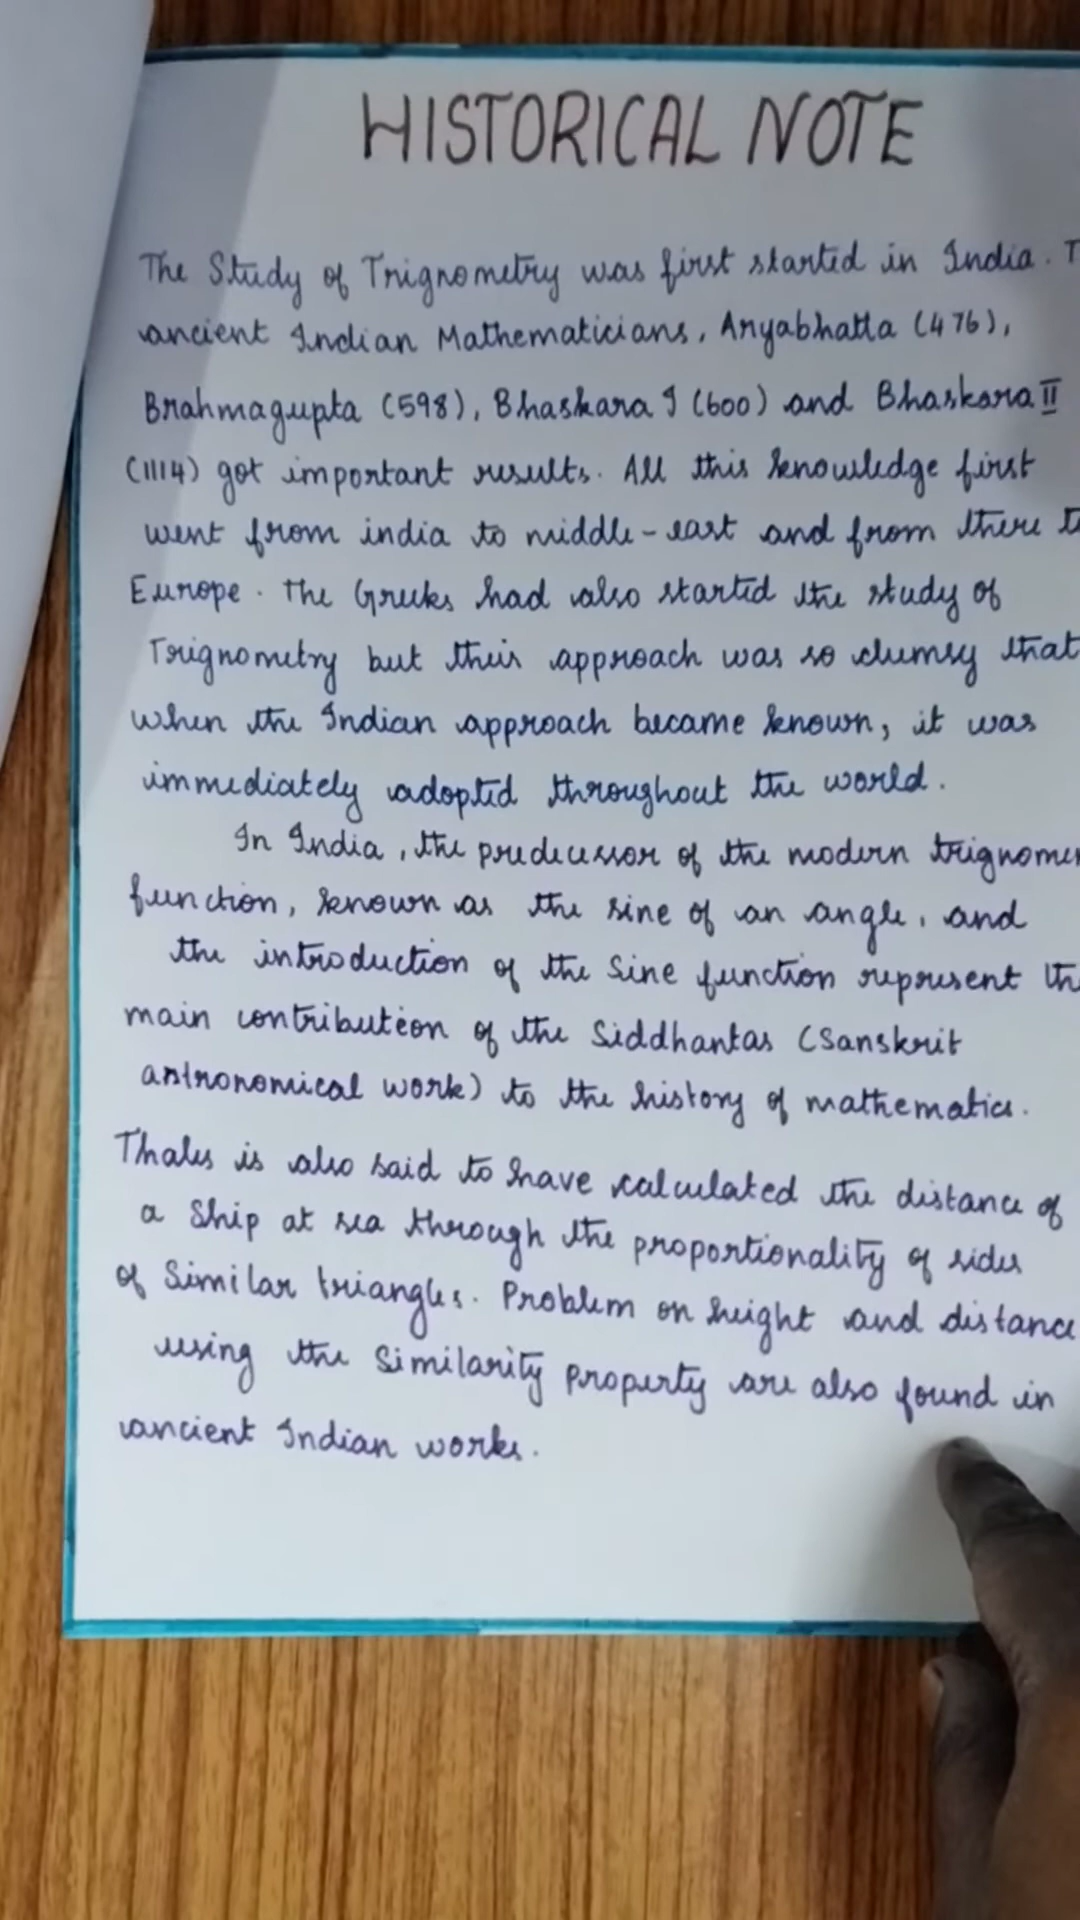 HISTORICAL NOTE
The Study of Trignometry was first started in India. T
ancient Indian Mathematicians, Aryabhatta (476),
Brahmagupta (598), Bhaskara I (600) and Bhaskara II
(1114) got important results. All this knowledge first
went from india to middle-east and from there t
Europe. The Greeks had also started the study of
Trignometry but their approach was so clumsy that
when the Indian approach became known, it was
immediately adopted throughout the world.
In India, the predecessor of the modern trignome
function, known as the sine of an angle, and
the introduction of the Sine function represent th
main contribution of the Siddhantas (Sanskrit
astronomical work) to the history of mathematics.
Thales is also said to have calculated the distance of
a Ship at sea through the proportionality of sides
of Similar triangles. Problem on height and distance
using the Similarity property are also found in
ancient Indian works.